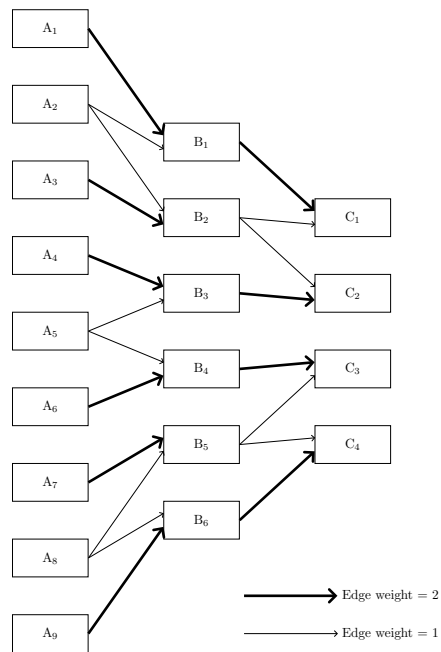 A₁
A₂
A₃
A₄
A₅
A₆
A₇
A₈
A₉
B₁
B₂
B₃
B₄
B₅
B₆
C₁
C₂
C₃
C₄
Edge weight = 2
Edge weight = 1